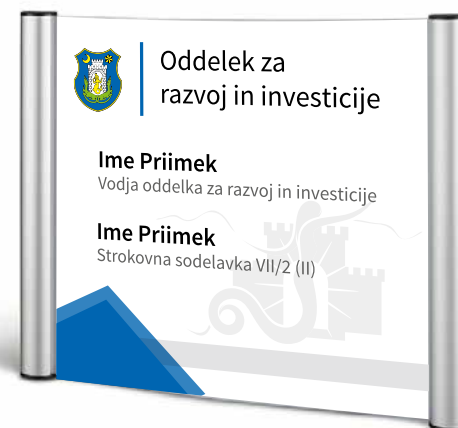 Oddelek za
razvoj in investicije
Ime Priimek
Vodja oddelka za razvoj in investicije
Ime Priimek
Strokovna sodelavka VII/2 (II)